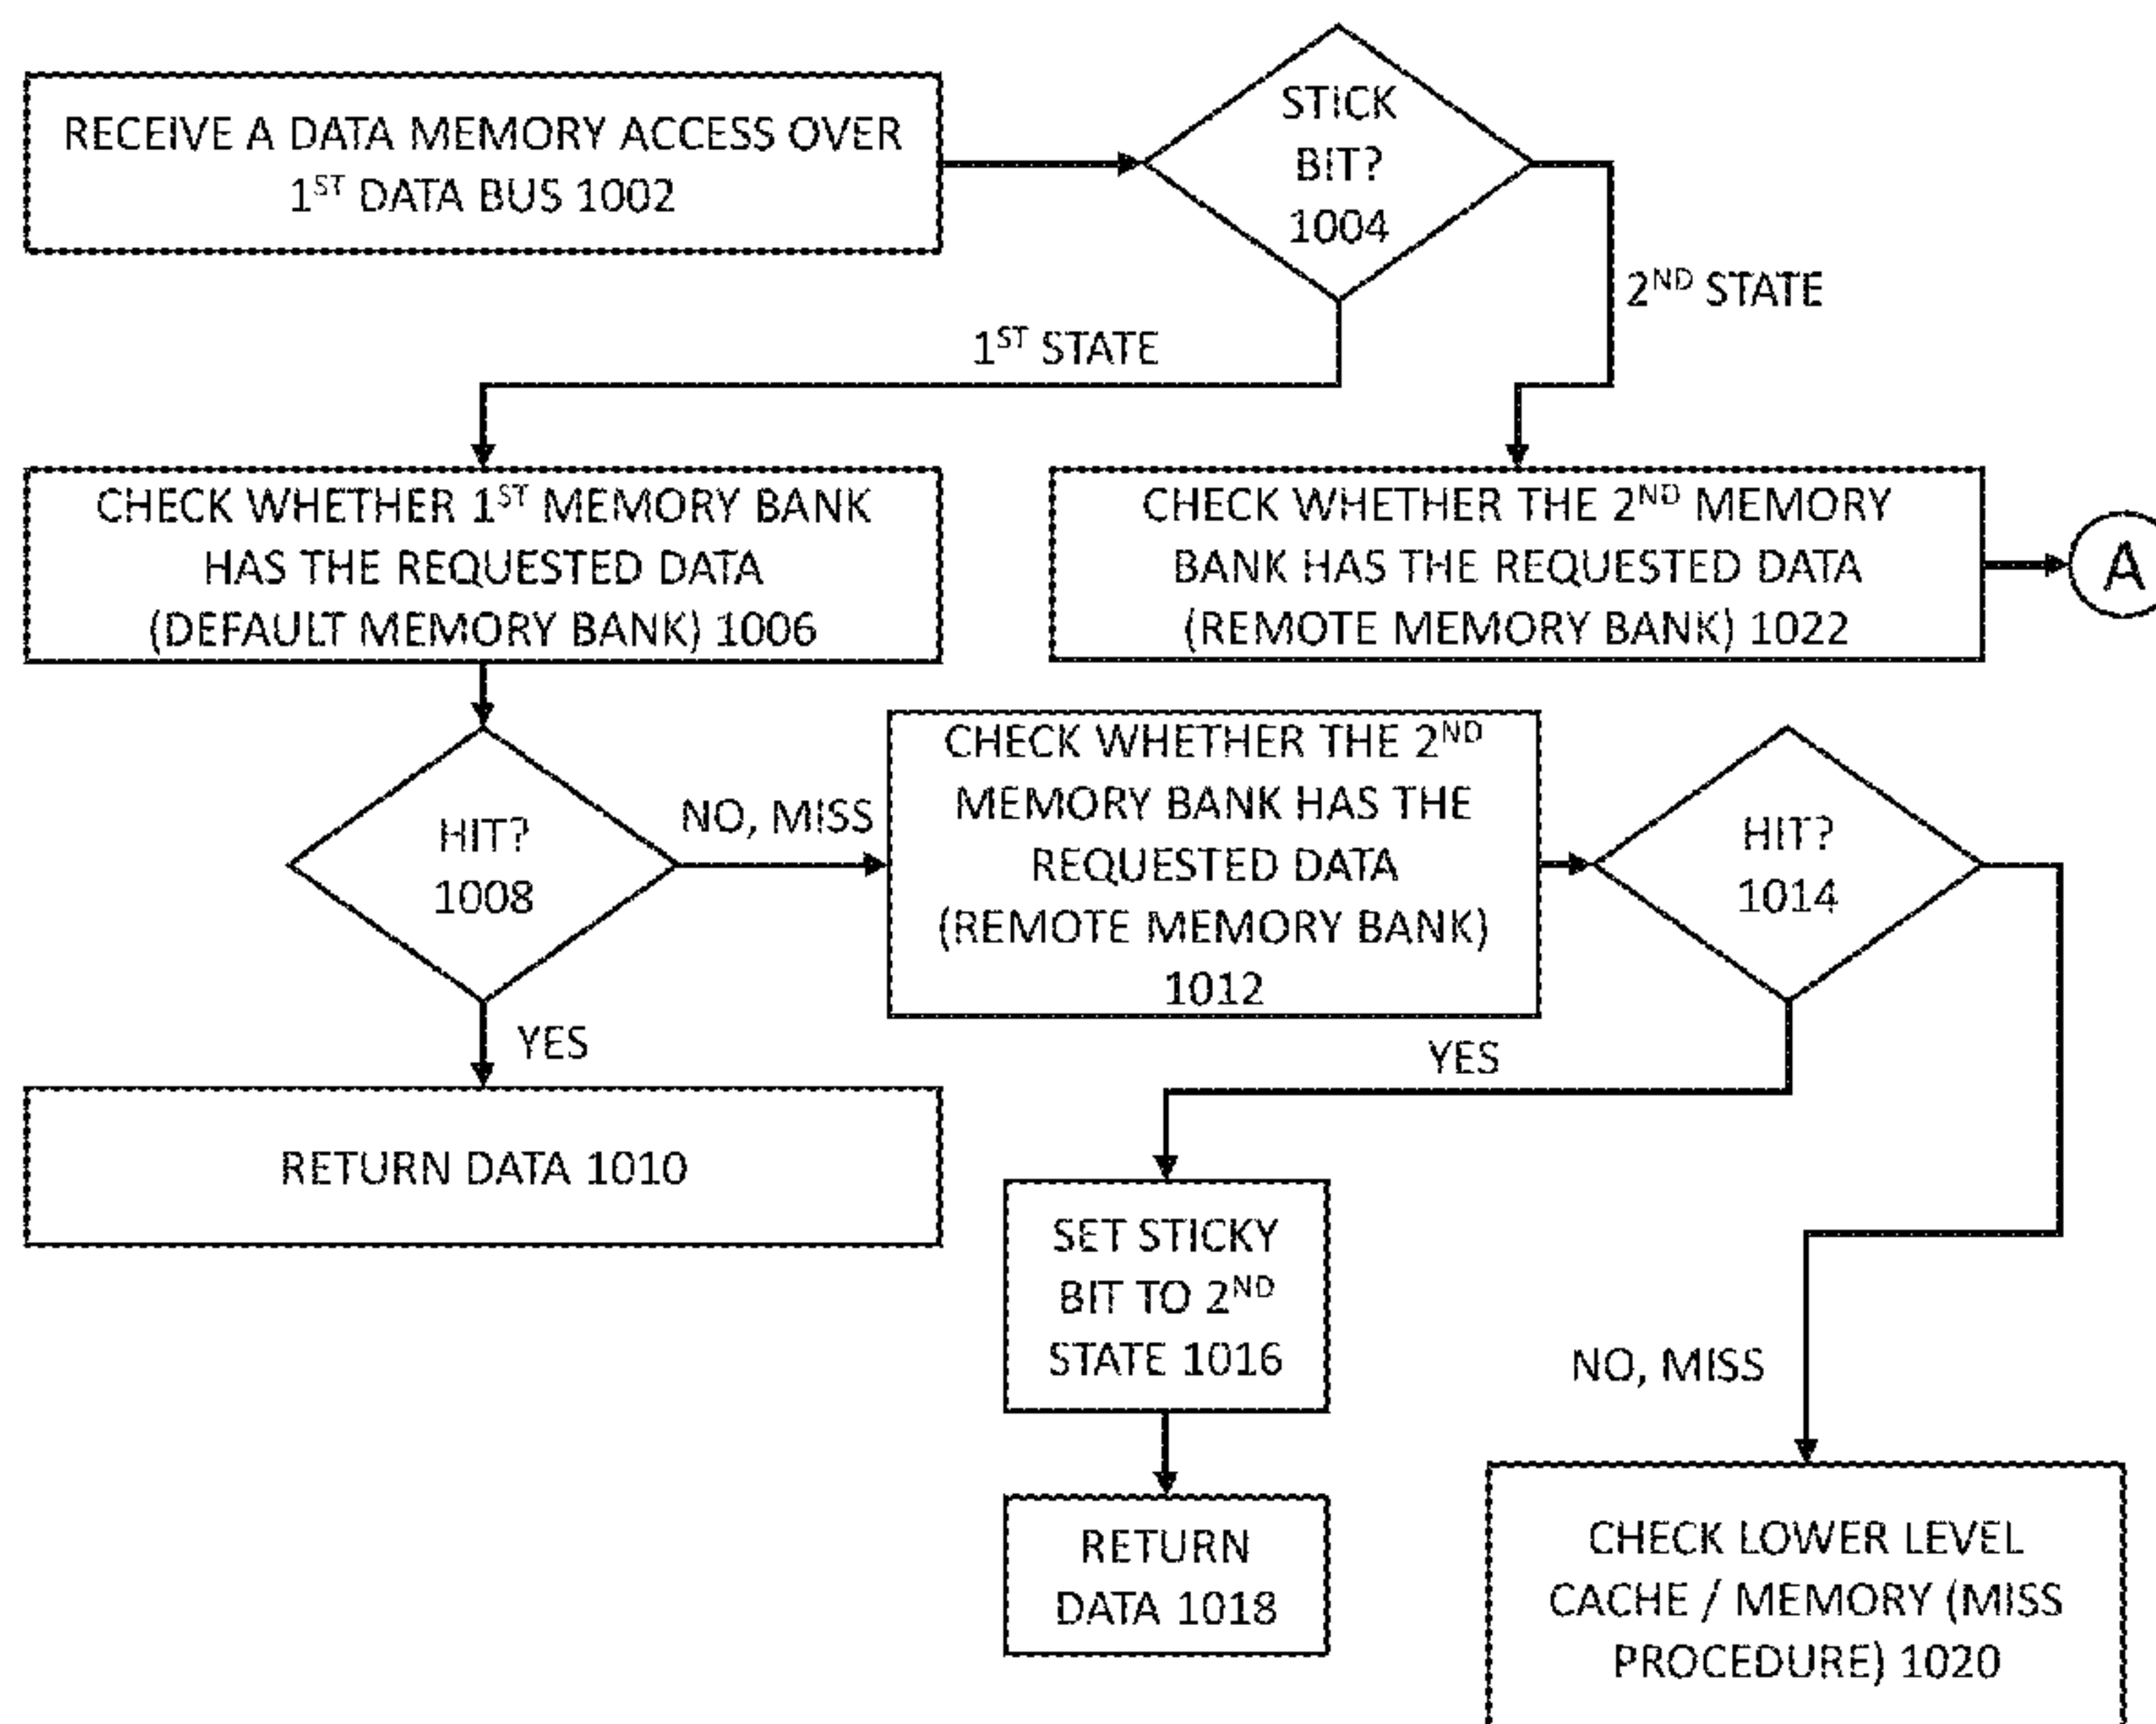 RECEIVE A DATA MEMORY ACCESS OVER
1ST DATA BUS 1002
STICK
BIT?
1004
2ND STATE
1ST STATE
CHECK WHETHER 1ST MEMORY BANK
HAS THE REQUESTED DATA
(DEFAULT MEMORY BANK) 1006
CHECK WHETHER THE 2ND MEMORY
BANK HAS THE REQUESTED DATA
(REMOTE MEMORY BANK) 1022
A
HIT?
1008
NO, MISS
CHECK WHETHER THE 2ND
MEMORY BANK HAS THE
REQUESTED DATA
(REMOTE MEMORY BANK)
1012
HIT?
1014
YES
YES
RETURN DATA 1010
SET STICKY
BIT TO 2ND
STATE 1016
NO, MISS
RETURN
DATA 1018
CHECK LOWER LEVEL
CACHE / MEMORY (MISS
PROCEDURE) 1020